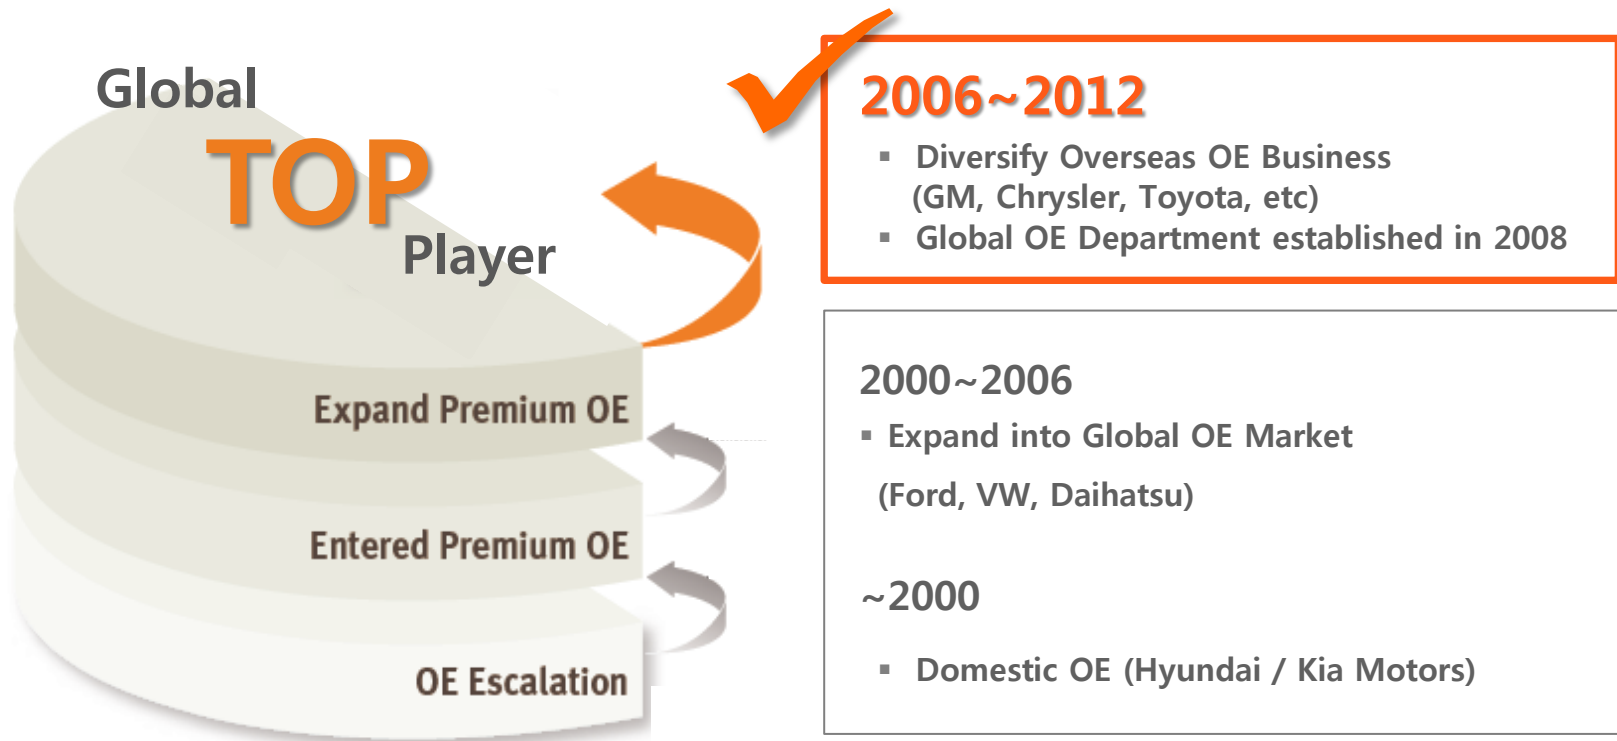 Global
TOP
Player
Expand Premium OE
Entered Premium OE
OE Escalation
2006~2012
▪ Diversify Overseas OE Business
(GM, Chrysler, Toyota, etc)
▪ Global OE Department established in 2008
2000~2006
▪ Expand into Global OE Market
(Ford, VW, Daihatsu)
~2000
▪ Domestic OE (Hyundai / Kia Motors)